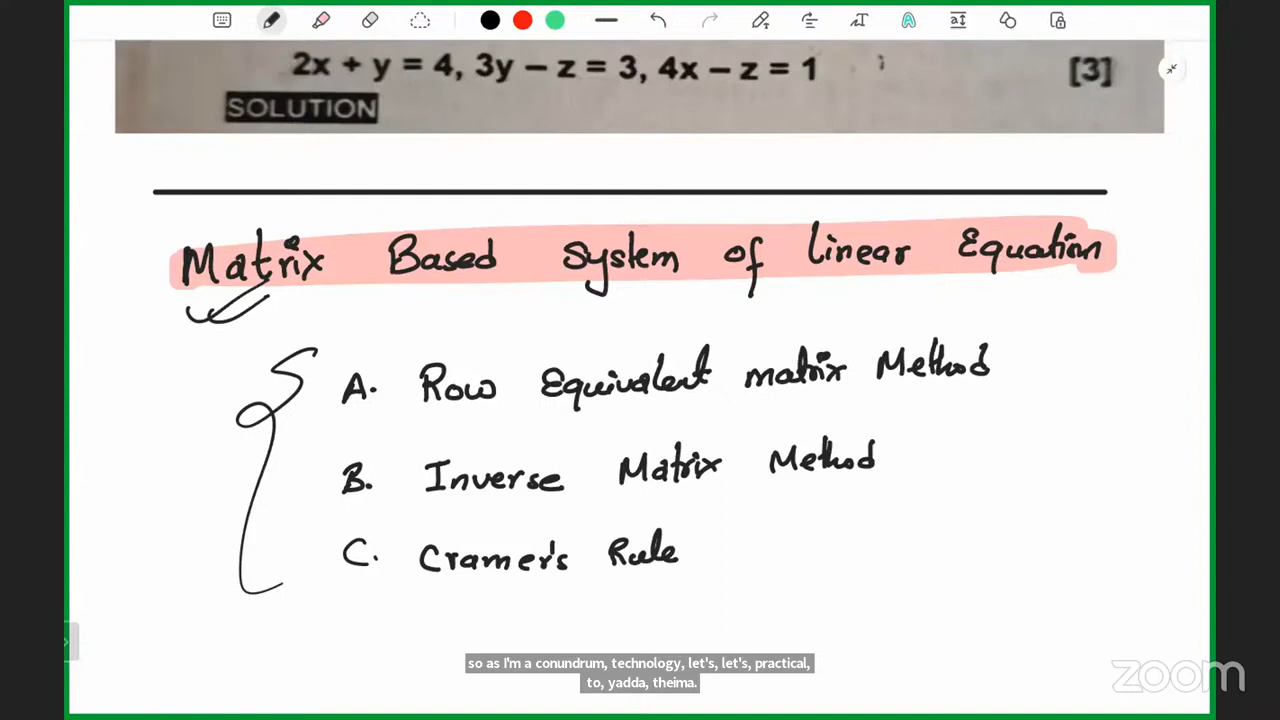 2x + y = 4, 3y – z = 3, 4x – z = 1 [3]
SOLUTION
Matrix Based System of linear Equation
A. Row Equivalent matrix Method
B. Inverse Matrix Method
C. Cramer's Rule
so as I'm a conundrum, technology, let's, let's, practical,
to, yadda, theima.
zoom